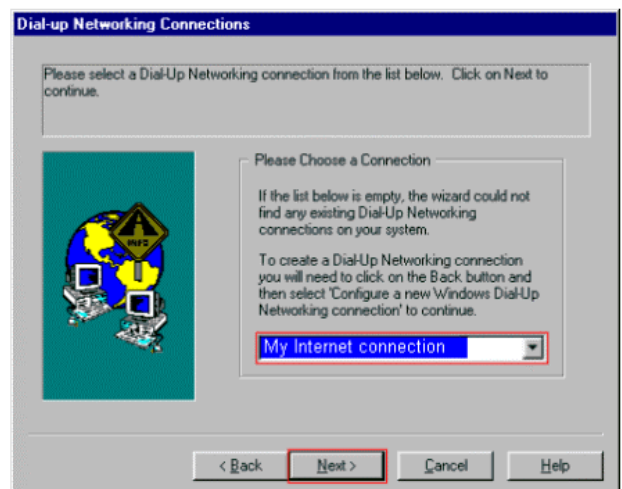 Dial-up Networking Connections
Please select a Dial-Up Networking connection from the list below. Click on Next to
continue.
Please Choose a Connection
If the list below is empty, the wizard could not
find any existing Dial-Up Networking
connections on your system.
To create a Dial-Up Networking connection
you will need to click on the Back button and
then select 'Configure a new Windows Dial-Up
Networking connection' to continue.
INFO
My Internet connection
< Back Next > Cancel Help